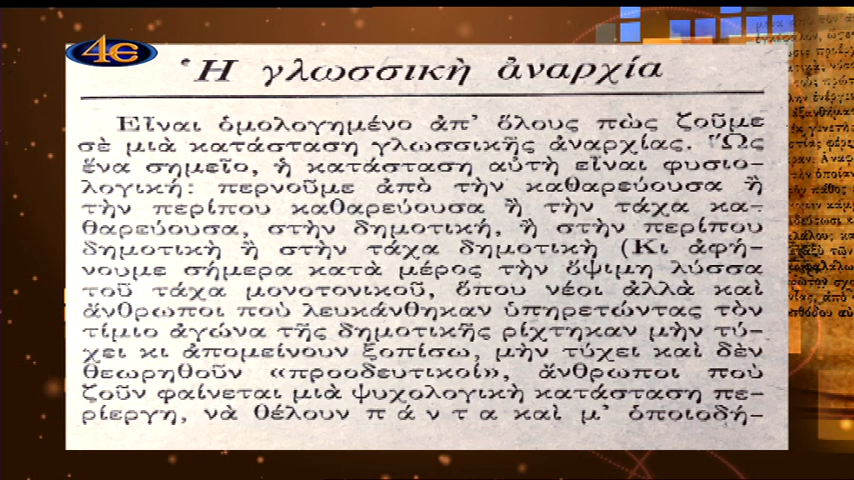 4ε
Ἡ γλωσσικὴ ἀναρχία
Εἶναι ὁμολογημένο ἀπ' ὅλους πὼς ζοῦμε
σὲ μιὰ κατάσταση γλωσσικῆς ἀναρχίας. Ὥς
ἕνα σημεῖο, ἡ κατάσταση αὐτὴ εἶναι φυσιο-
λογική: περνοῦμε ἀπὸ τὴν καθαρεύουσα ἢ
τὴν περίπου καθαρεύουσα ἢ τὴν τάχα κα-
θαρεύουσα, στὴν δημοτική, ἢ στὴν περίπου
δημοτικὴ ἢ στὴν τάχα δημοτικὴ (Κι ἀφή-
νουμε σήμερα κατὰ μέρος τὴν ὄψιμη λύσσα
τοῦ τάχα μονοτονικοῦ, ὅπου νέοι ἀλλὰ καὶ
ἄνθρωποι ποὺ λευκάνθηκαν ὑπηρετώντας τὸν
τίμιο ἀγώνα τῆς δημοτικῆς ρίχτηκαν μὴν τύ-
χει κι ἀπομείνουν ξοπίσω, μὴν τύχει καὶ δὲν
θεωρηθοῦν «προοδευτικοί», ἄνθρωποι ποὺ
ζοῦν φαίνεται μιὰ ψυχολογικὴ κατάσταση πε-
ρίεργη, νὰ θέλουν πάντα καὶ μ' ὁποιοδή-